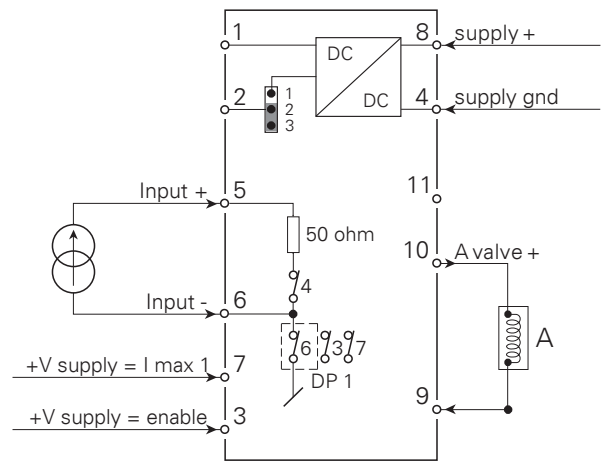 1
8
supply +
DC
DC
2
1
2
3
4
supply gnd
11
Input +
5
50 ohm
10
A valve +
4
Input -
6
6
3
7
A
+V supply = I max 1
7
DP 1
9
+V supply = enable
3